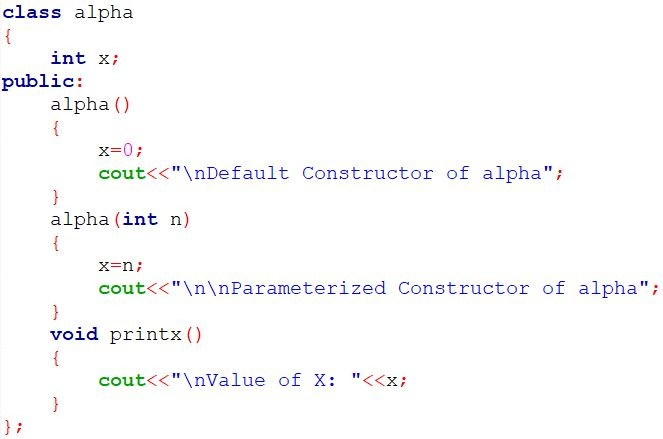 class alpha
{
    int x;
public:
    alpha()
    {
        x=0;
        cout<<"\nDefault Constructor of alpha";
    }
    alpha(int n)
    {
        x=n;
        cout<<"\n\nParameterized Constructor of alpha";
    }
    void printx()
    {
        cout<<"\nValue of X: "<<x;
    }
};